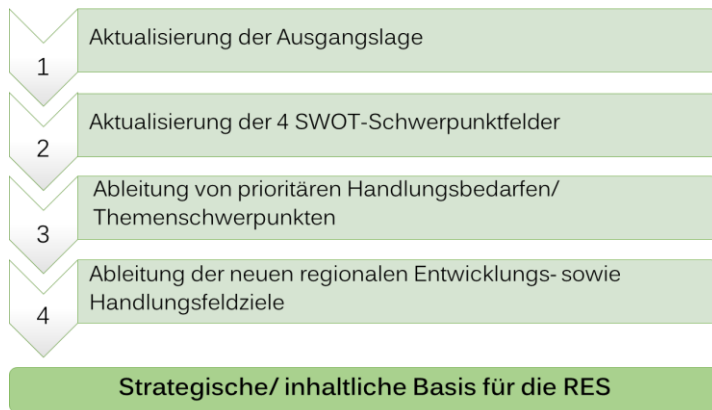 1
Aktualisierung der Ausgangslage
2
Aktualisierung der 4 SWOT-Schwerpunktfelder
3
Ableitung von prioritären Handlungsbedarfen/
Themenschwerpunkten
4
Ableitung der neuen regionalen Entwicklungs- sowie
Handlungsfeldziele
Strategische/ inhaltliche Basis für die RES